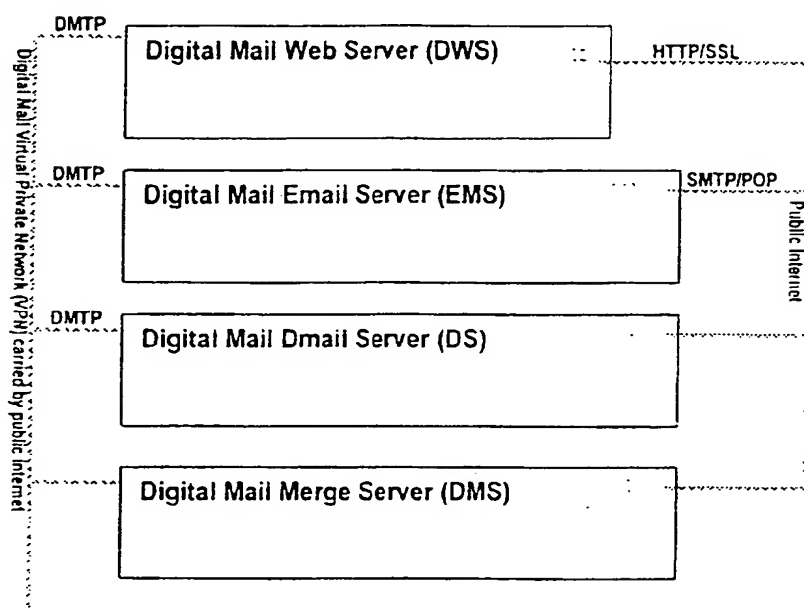 DMTP
Digital Mail Web Server (DWS)
HTTP/SSL
DMTP
Digital Mail Email Server (EMS)
SMTP/POP
DMTP
Digital Mail Dmail Server (DS)
Digital Mail Merge Server (DMS)
Digital Mail Virtual Private Network (VPN) carried by public Internet
Public Internet